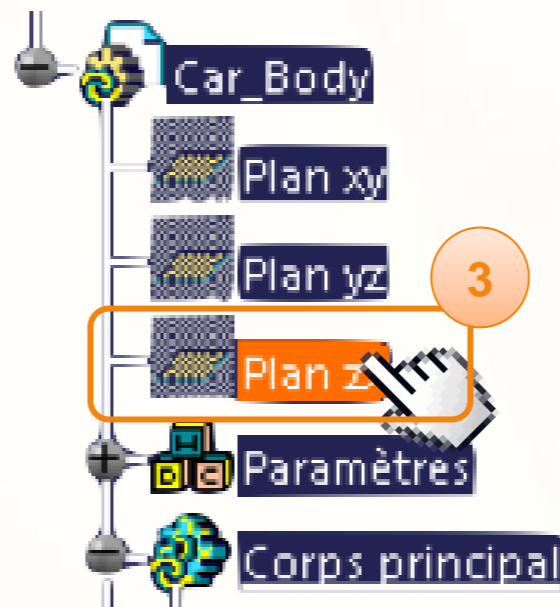 Car_Body
Plan xy
Plan yz
3
Plan z
Paramètres
Corps principal